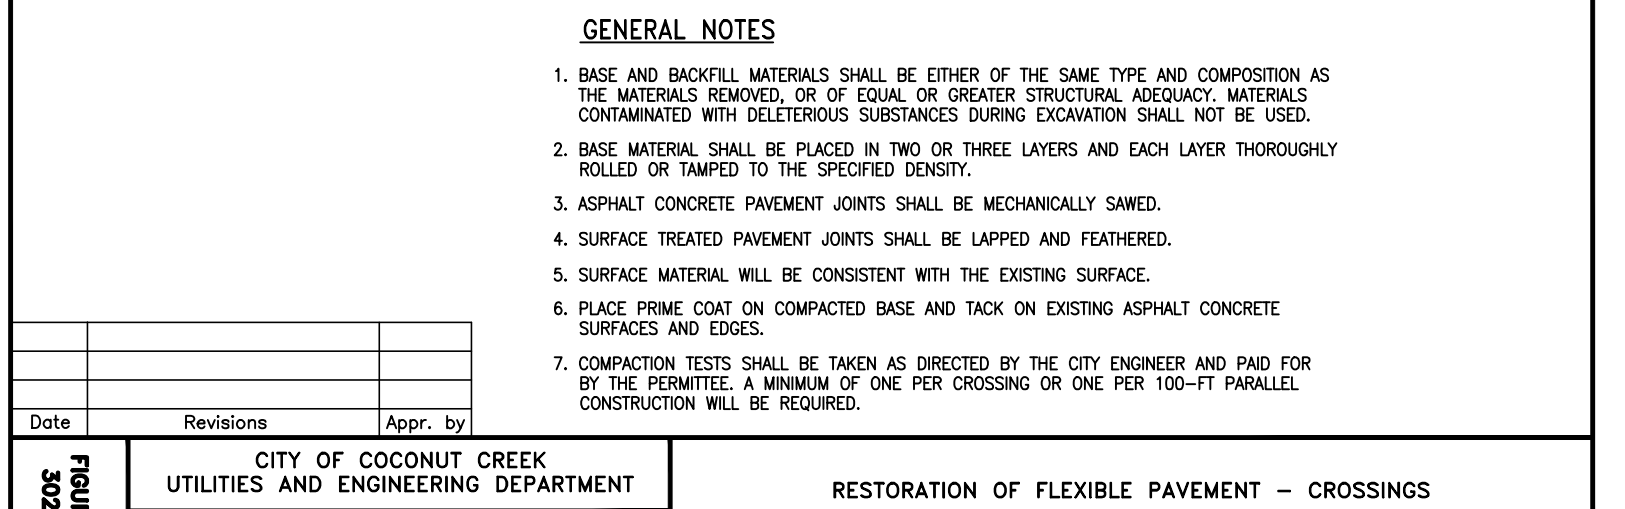 GENERAL NOTES
1. BASE AND BACKFILL MATERIALS SHALL BE EITHER OF THE SAME TYPE AND COMPOSITION AS
THE MATERIALS REMOVED, OR OF EQUAL OR GREATER STRUCTURAL ADEQUACY. MATERIALS
CONTAMINATED WITH DELETERIOUS SUBSTANCES DURING EXCAVATION SHALL NOT BE USED.
2. BASE MATERIAL SHALL BE PLACED IN TWO OR THREE LAYERS AND EACH LAYER THOROUGHLY
ROLLED OR TAMPED TO THE SPECIFIED DENSITY.
3. ASPHALT CONCRETE PAVEMENT JOINTS SHALL BE MECHANICALLY SAWED.
4. SURFACE TREATED PAVEMENT JOINTS SHALL BE LAPPED AND FEATHERED.
5. SURFACE MATERIAL WILL BE CONSISTENT WITH THE EXISTING SURFACE.
6. PLACE PRIME COAT ON COMPACTED BASE AND TACK ON EXISTING ASPHALT CONCRETE
SURFACES AND EDGES.
7. COMPACTION TESTS SHALL BE TAKEN AS DIRECTED BY THE CITY ENGINEER AND PAID FOR
BY THE PERMITTEE. A MINIMUM OF ONE PER CROSSING OR ONE PER 100-FT PARALLEL
CONSTRUCTION WILL BE REQUIRED.
Date Revisions Appr. by
CITY OF COCONUT CREEK
UTILITIES AND ENGINEERING DEPARTMENT
RESTORATION OF FLEXIBLE PAVEMENT - CROSSINGS